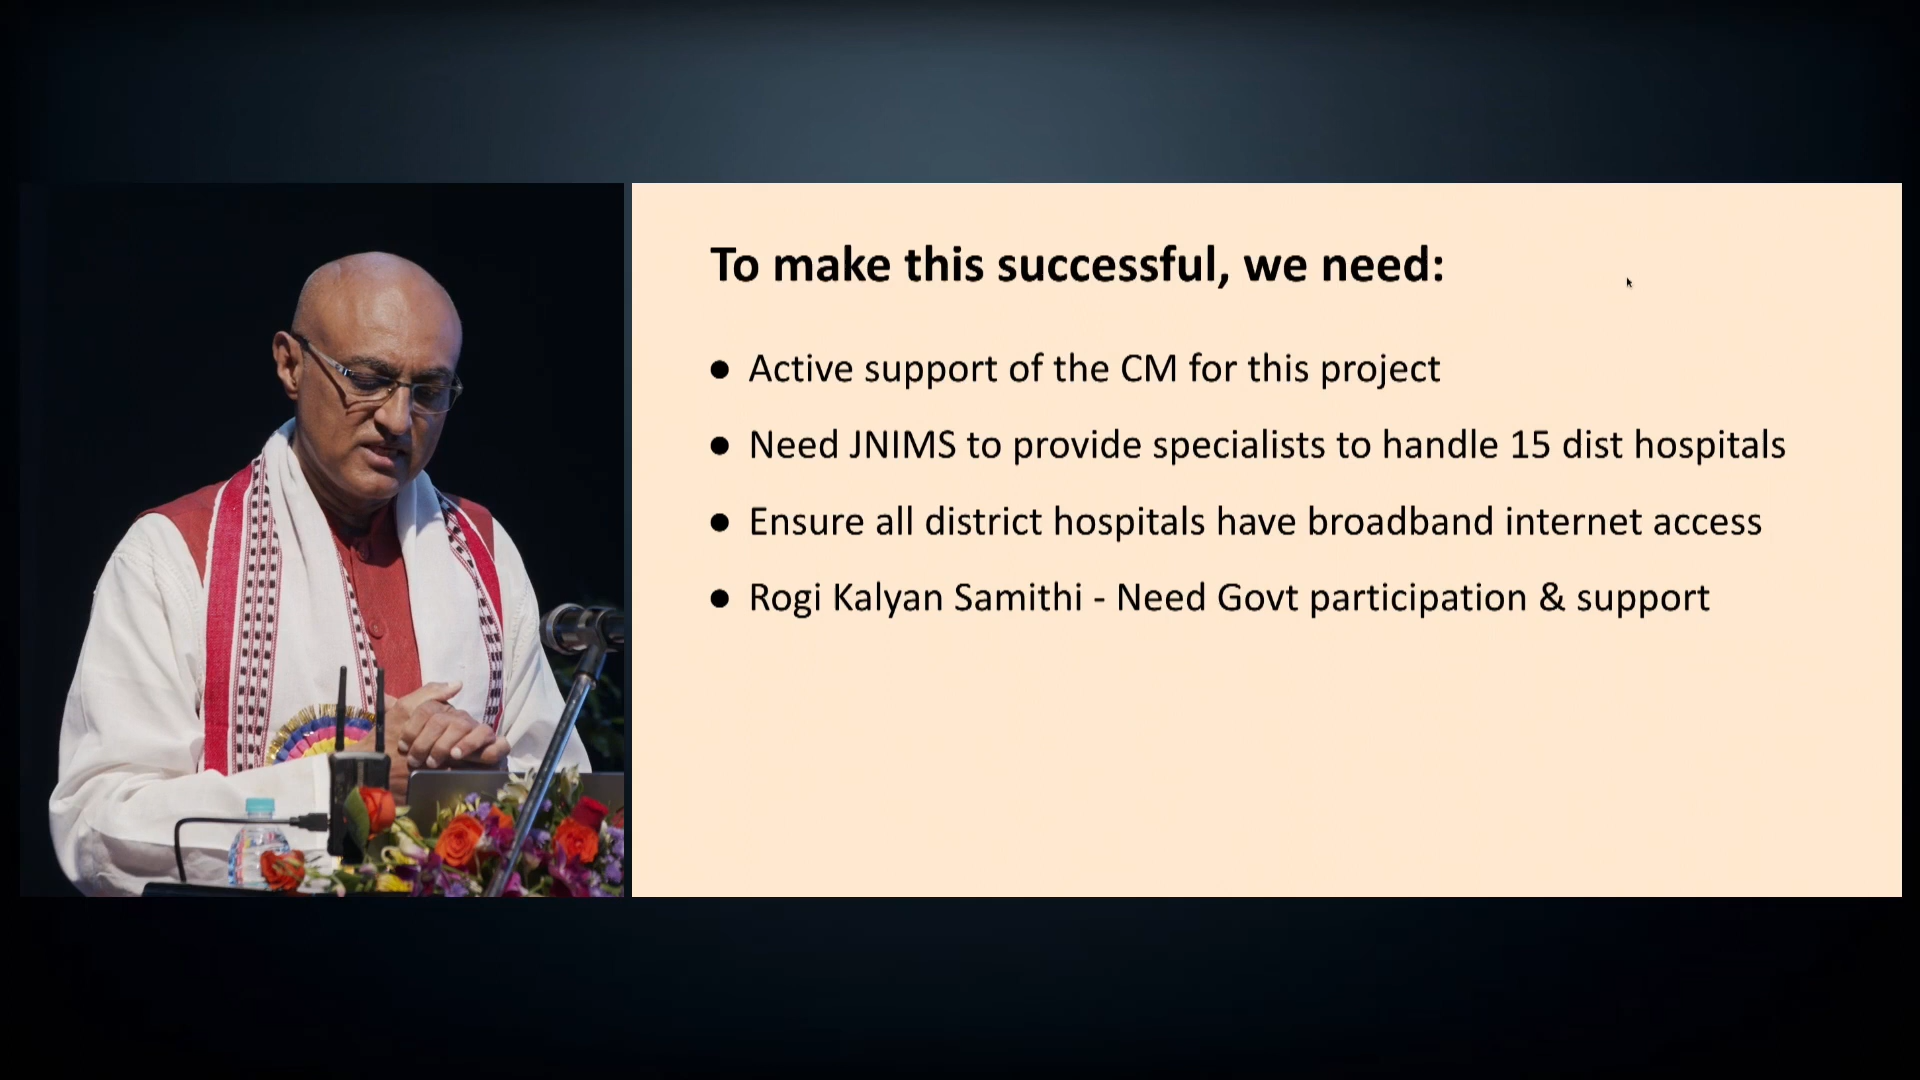 To make this successful, we need:
● Active support of the CM for this project
● Need JNIMS to provide specialists to handle 15 dist hospitals
● Ensure all district hospitals have broadband internet access
● Rogi Kalyan Samithi - Need Govt participation & support